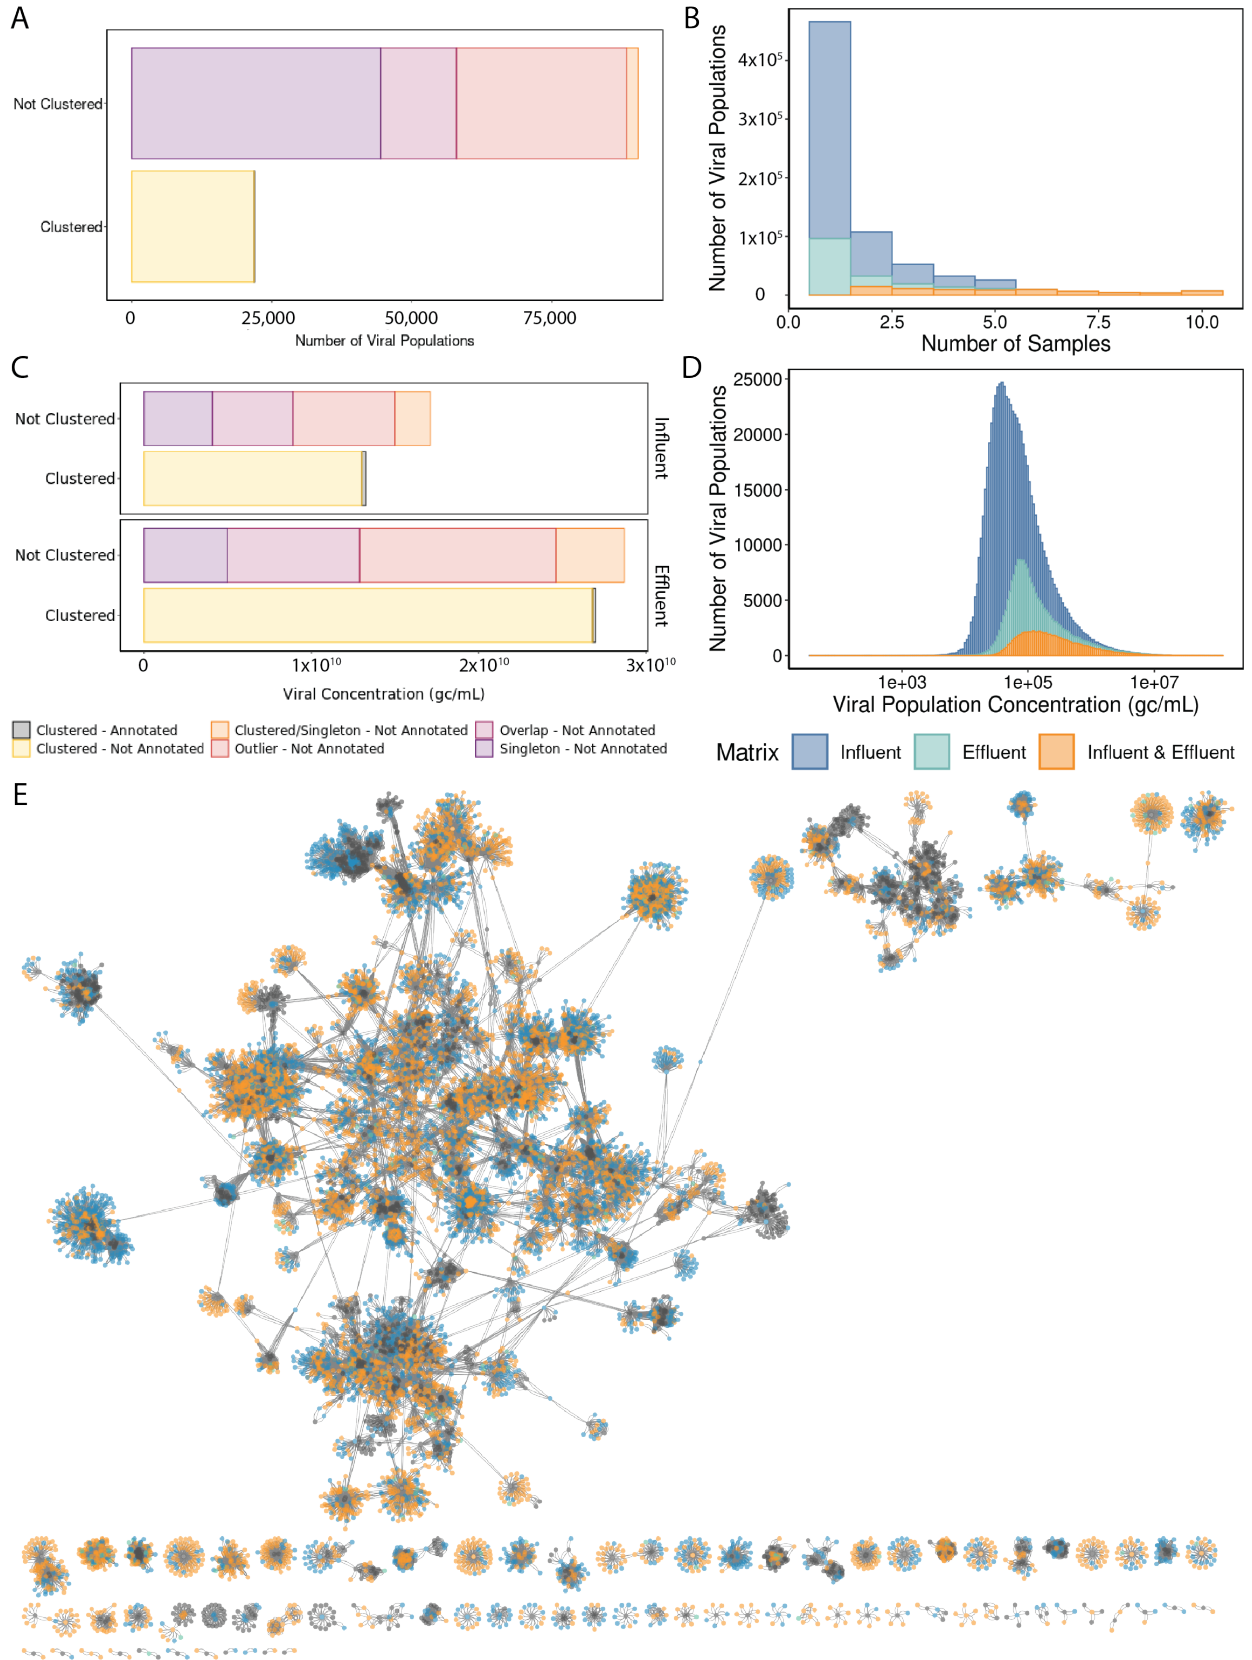 A
Not Clustered
Clustered
0
25,000
50,000
75,000
Number of Viral Populations
B
Number of Viral Populations
4x10⁵
3x10⁵
2x10⁵
1x10⁵
0
0.0
2.5
5.0
7.5
10.0
Number of Samples
C
Not Clustered
Clustered
Influent
Not Clustered
Clustered
Effluent
0
1x10¹⁰
2x10¹⁰
3x10¹⁰
Viral Concentration (gc/mL)
Clustered - Annotated
Clustered/Singleton - Not Annotated
Overlap - Not Annotated
Clustered - Not Annotated
Outlier - Not Annotated
Singleton - Not Annotated
D
Number of Viral Populations
25000
20000
15000
10000
5000
0
1e+03
1e+05
1e+07
Viral Population Concentration (gc/mL)
Matrix
Influent
Effluent
Influent & Effluent
E